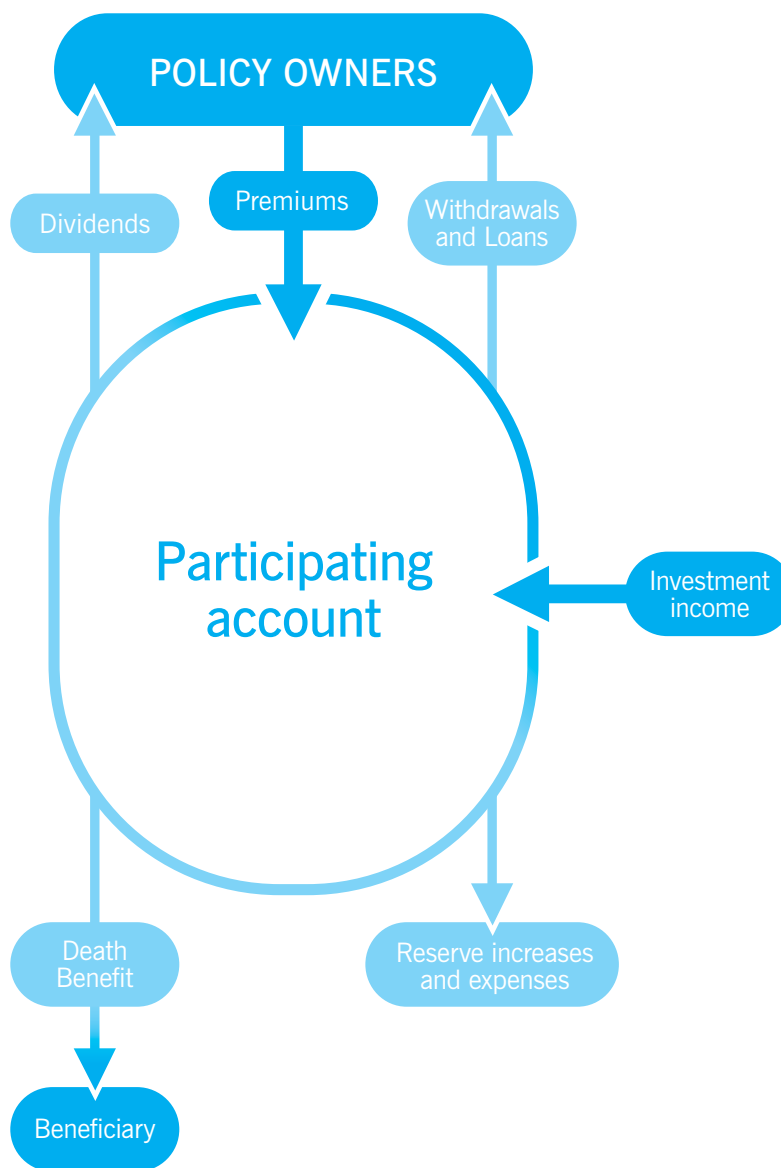 POLICY OWNERS
Dividends
Premiums
Withdrawals
and Loans
Participating
account
Investment
income
Death
Benefit
Reserve increases
and expenses
Beneficiary